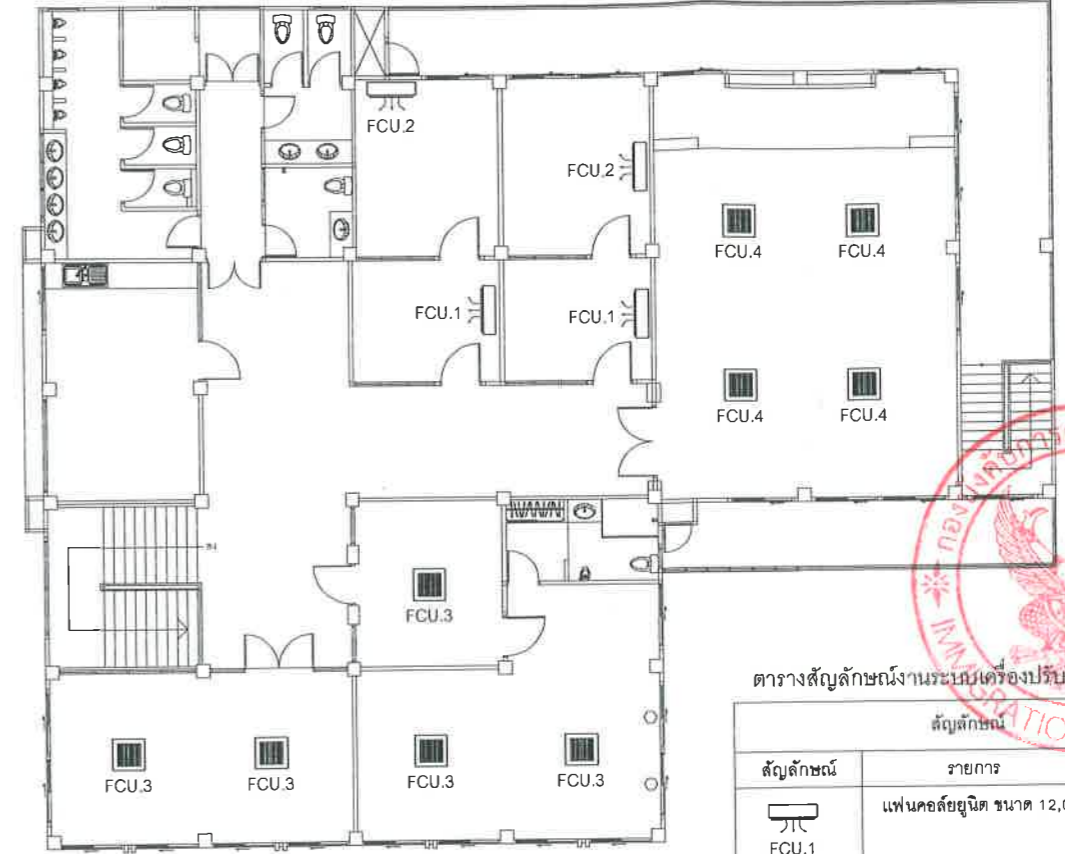 FCU.2
FCU.2
FCU.4 FCU.4
FCU.1 FCU.1
FCU.4 FCU.4
FCU.3
FCU.3 FCU.3 FCU.3 FCU.3
ตารางสัญลักษณ์งานระบบเครื่องปรับ
สัญลักษณ์
สัญลักษณ์ รายการ
แฟนคอล์ยยูนิต ขนาด 12,0
FCU.1